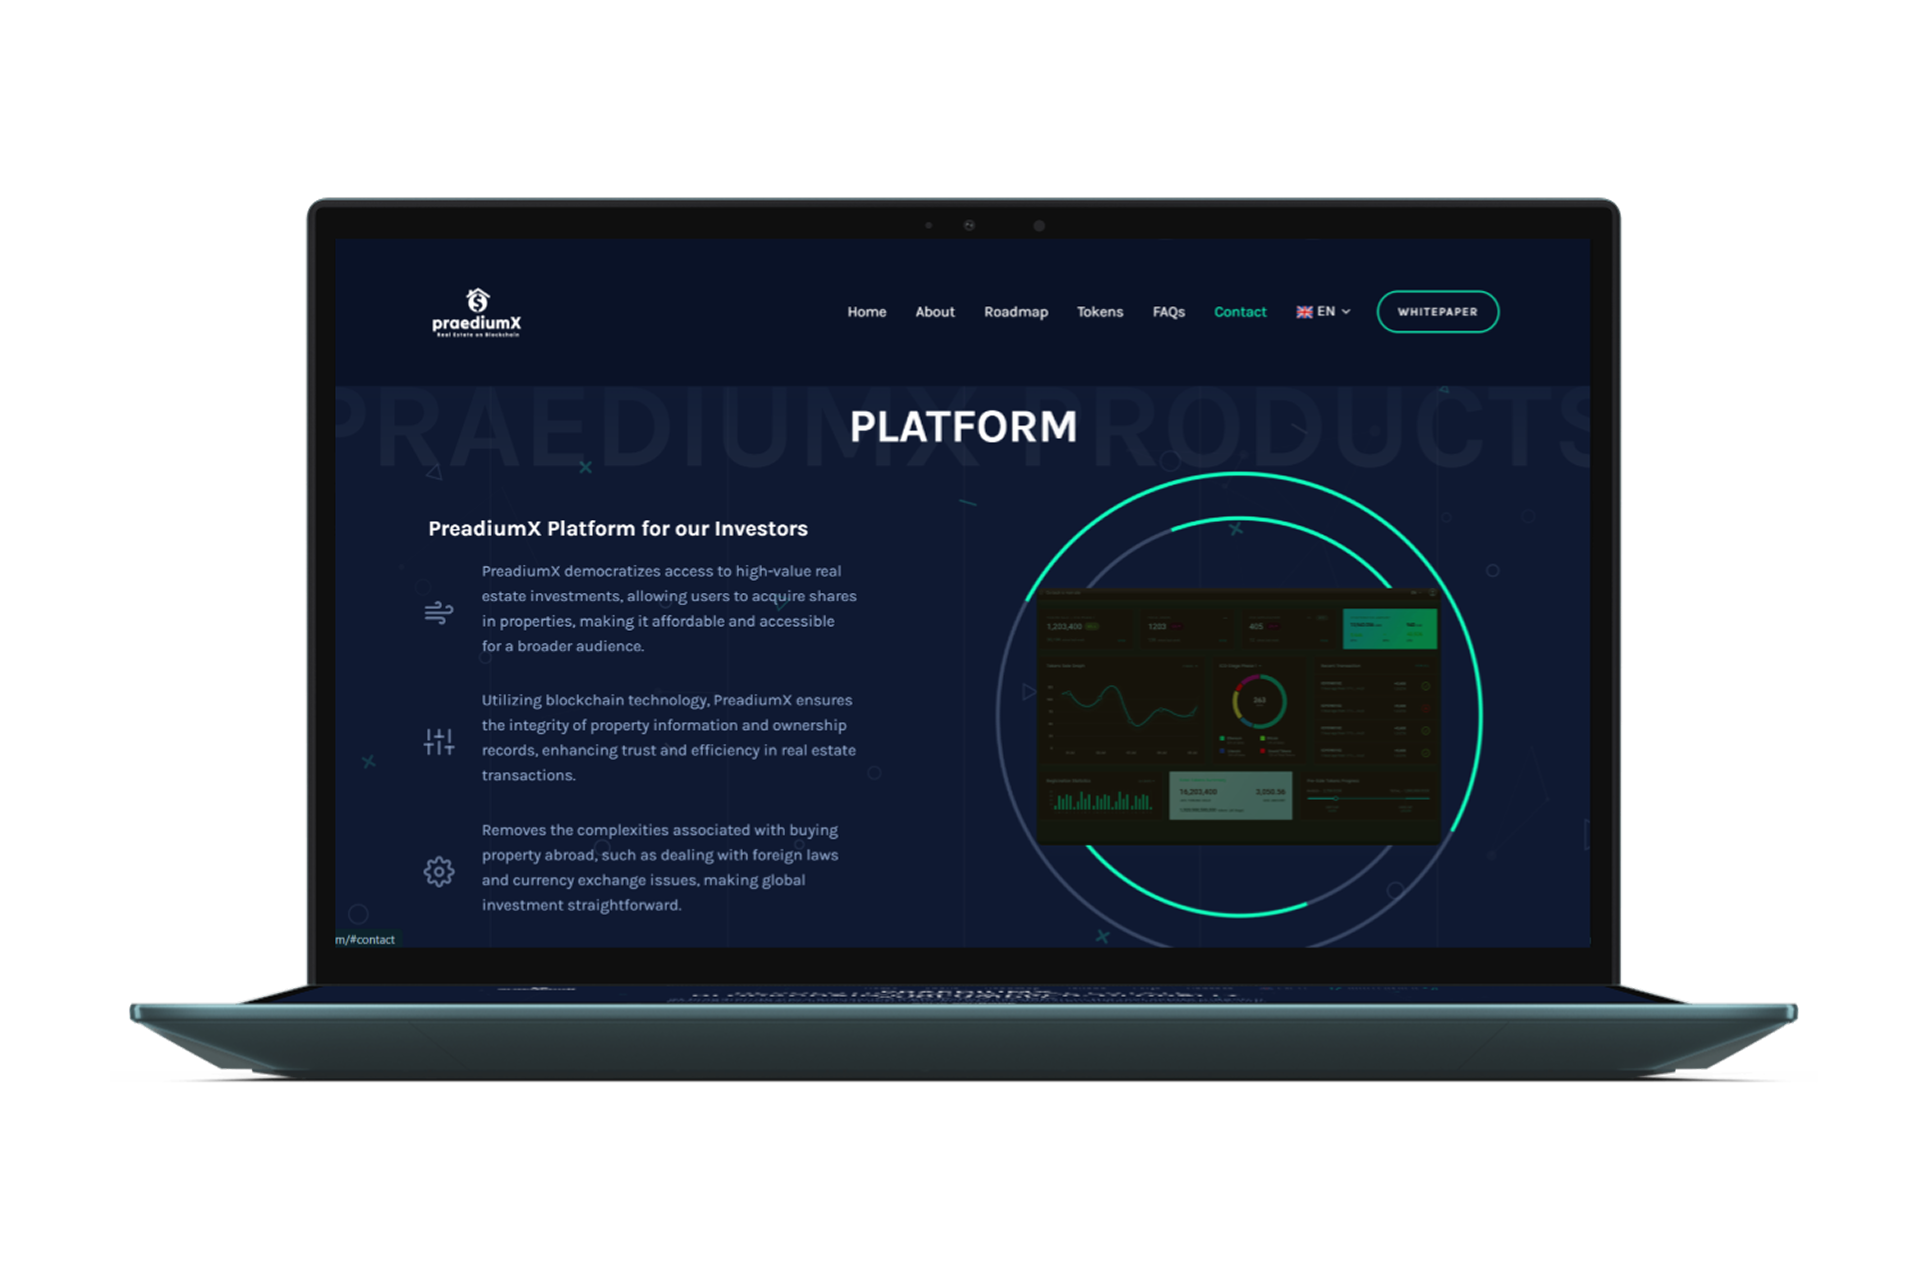 praediumX
Real Estate on Blockchain
Home About Roadmap Tokens FAQs Contact EN WHITEPAPER
PRAEDIUMX PRODUCTS
PLATFORM
PreadiumX Platform for our Investors
PreadiumX democratizes access to high-value real
estate investments, allowing users to acquire shares
in properties, making it affordable and accessible
for a broader audience.
Utilizing blockchain technology, PreadiumX ensures
the integrity of property information and ownership
records, enhancing trust and efficiency in real estate
transactions.
Removes the complexities associated with buying
property abroad, such as dealing with foreign laws
and currency exchange issues, making global
investment straightforward.
1,203,400 1203 405
263
16,203,400 3,050.56
m/#contact